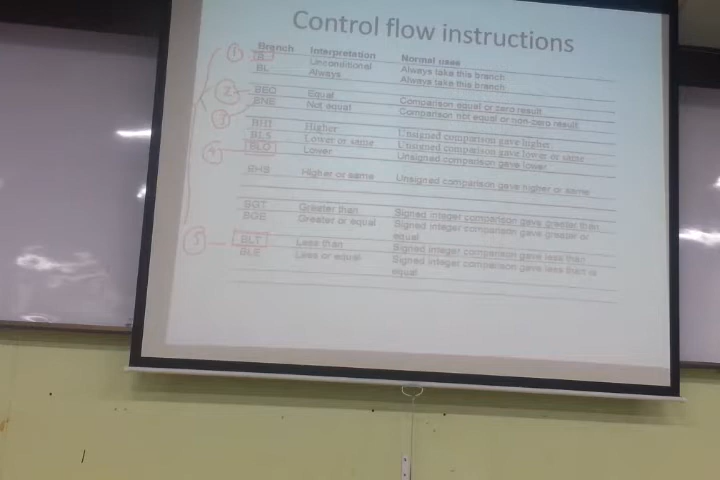 Control flow instructions
Branch Interpretation Normal uses
① B Unconditional Always take this branch
BL Always Always take this branch
② BEQ Equal Comparison equal or zero result
③ BNE Not equal Comparison not equal or non-zero result
BHI Higher Unsigned comparison gave higher
BLS Lower or same Unsigned comparison gave lower or same
④ BLO Lower Unsigned comparison gave lower
BHS Higher or same Unsigned comparison gave higher or same
BGT Greater than Signed integer comparison gave greater than
BGE Greater or equal Signed integer comparison gave greater or
equal
⑤ BLT Less than Signed integer comparison gave less than
BLE Less or equal Signed integer comparison gave less than or
equal